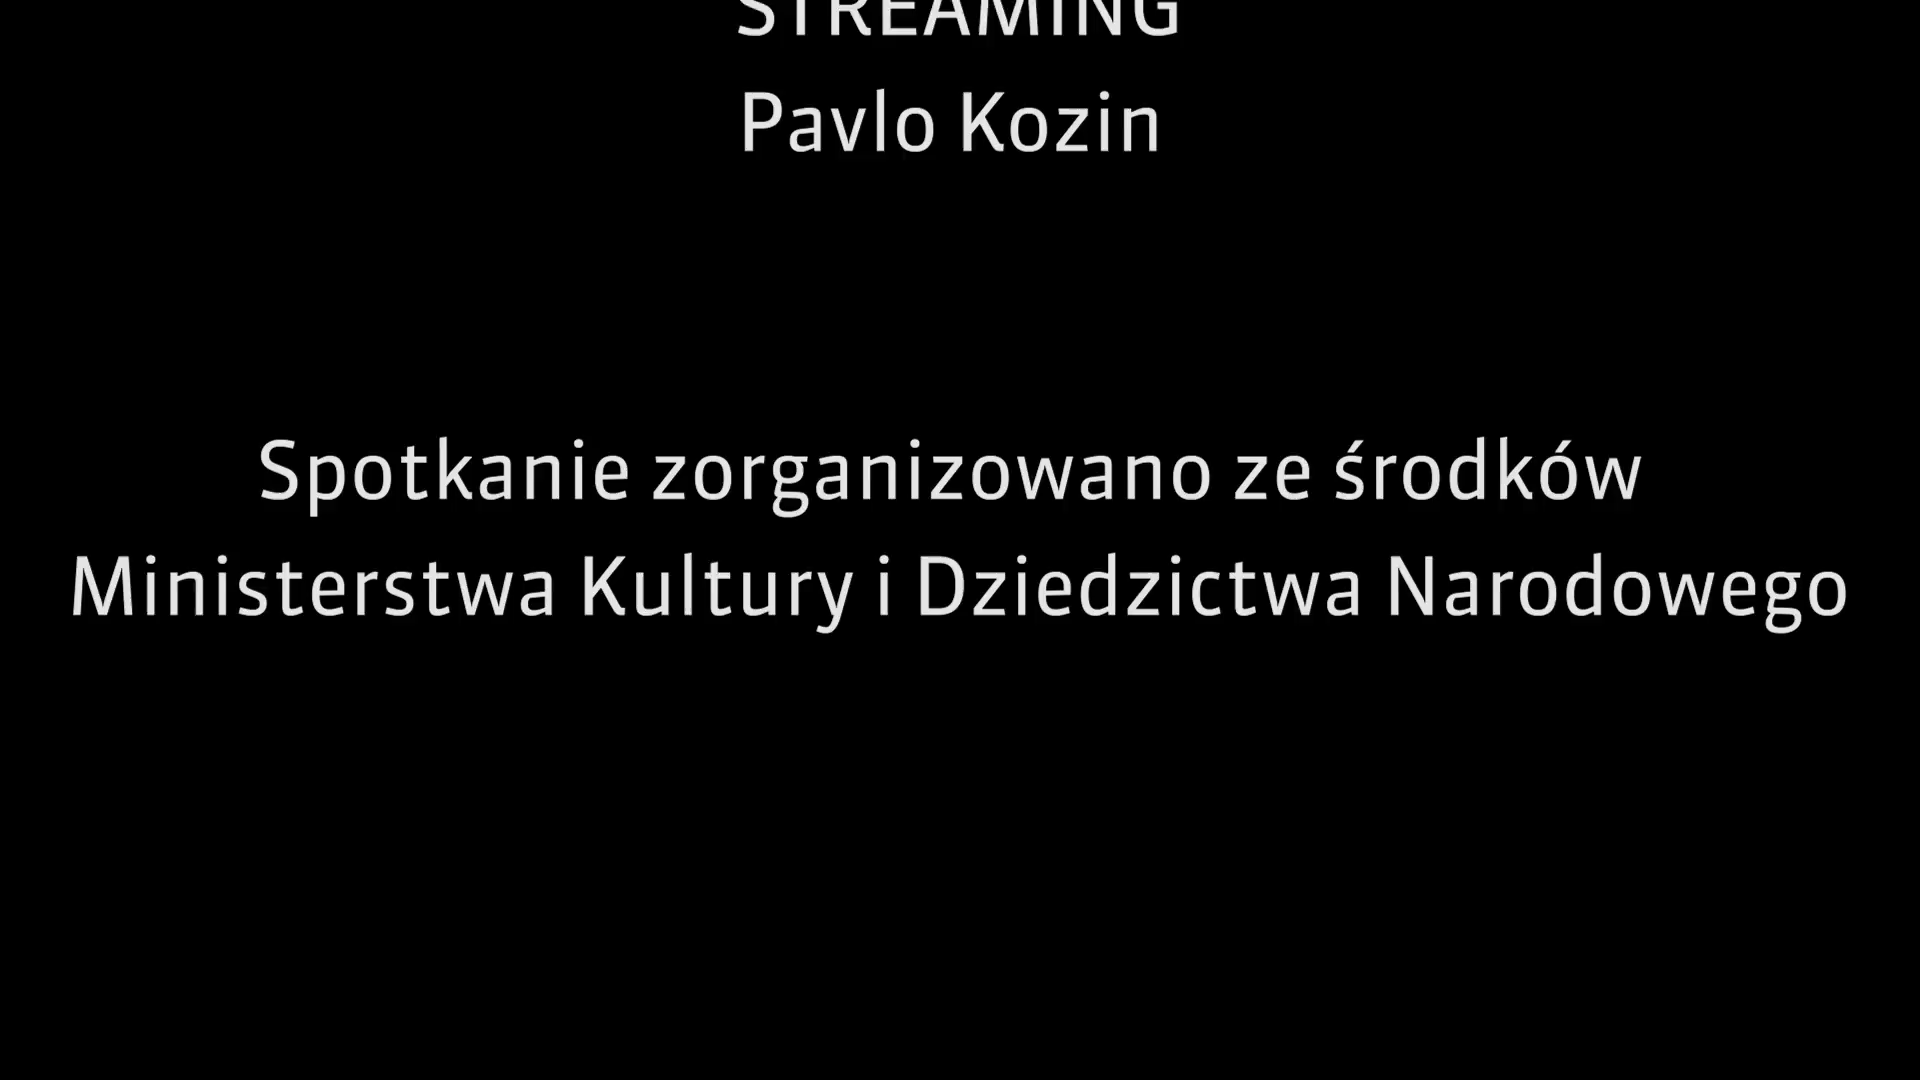 STREAMING
Pavlo Kozin
Spotkanie zorganizowano ze środków
Ministerstwa Kultury i Dziedzictwa Narodowego